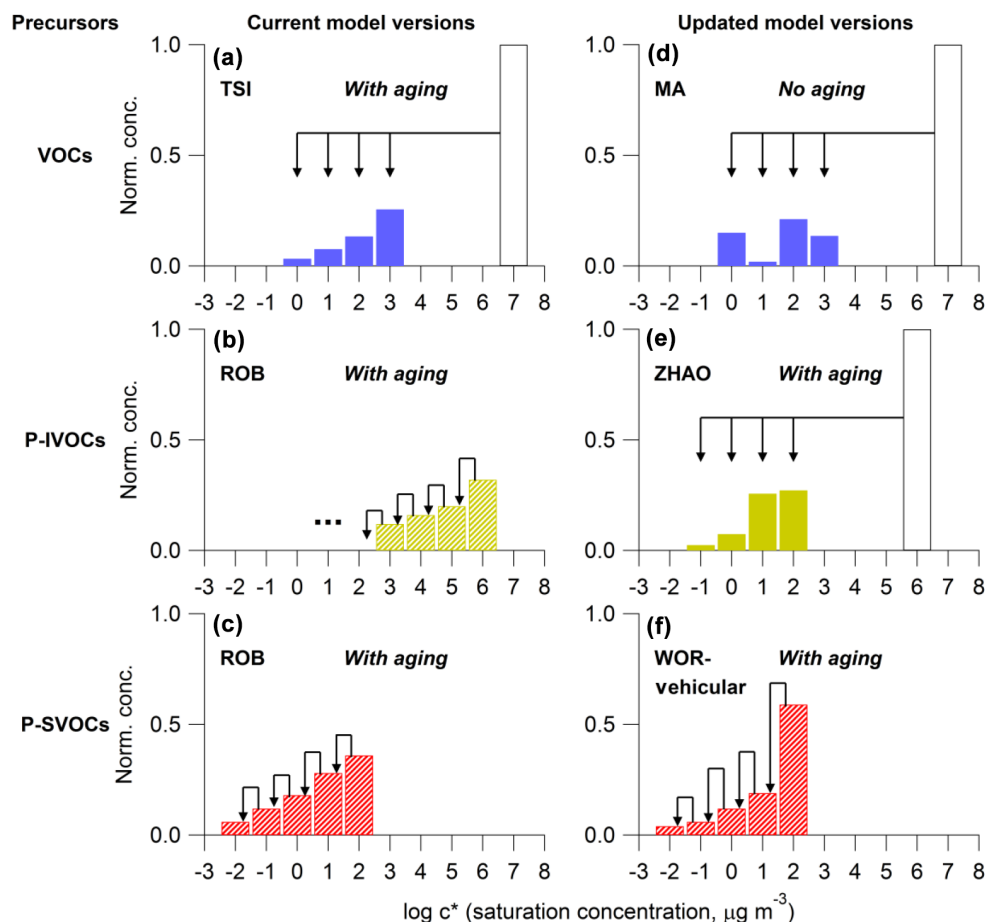 Precursors Current model versions Updated model versions
(a) TSI With aging
1.0
0.5
0.0
Norm. conc.
VOCs
-3 -2 -1 0 1 2 3 4 5 6 7 8
(d) MA No aging
1.0
0.5
0.0
-3 -2 -1 0 1 2 3 4 5 6 7 8
(b) ROB With aging
1.0
0.5
0.0
Norm. conc.
P-IVOCs
...
-3 -2 -1 0 1 2 3 4 5 6 7 8
(e) ZHAO With aging
1.0
0.5
0.0
-3 -2 -1 0 1 2 3 4 5 6 7 8
(c) ROB With aging
1.0
0.5
0.0
Norm. conc.
P-SVOCs
-3 -2 -1 0 1 2 3 4 5 6 7 8
(f) WOR- With aging
vehicular
1.0
0.5
0.0
-3 -2 -1 0 1 2 3 4 5 6 7 8
log c* (saturation concentration, μg m⁻³)